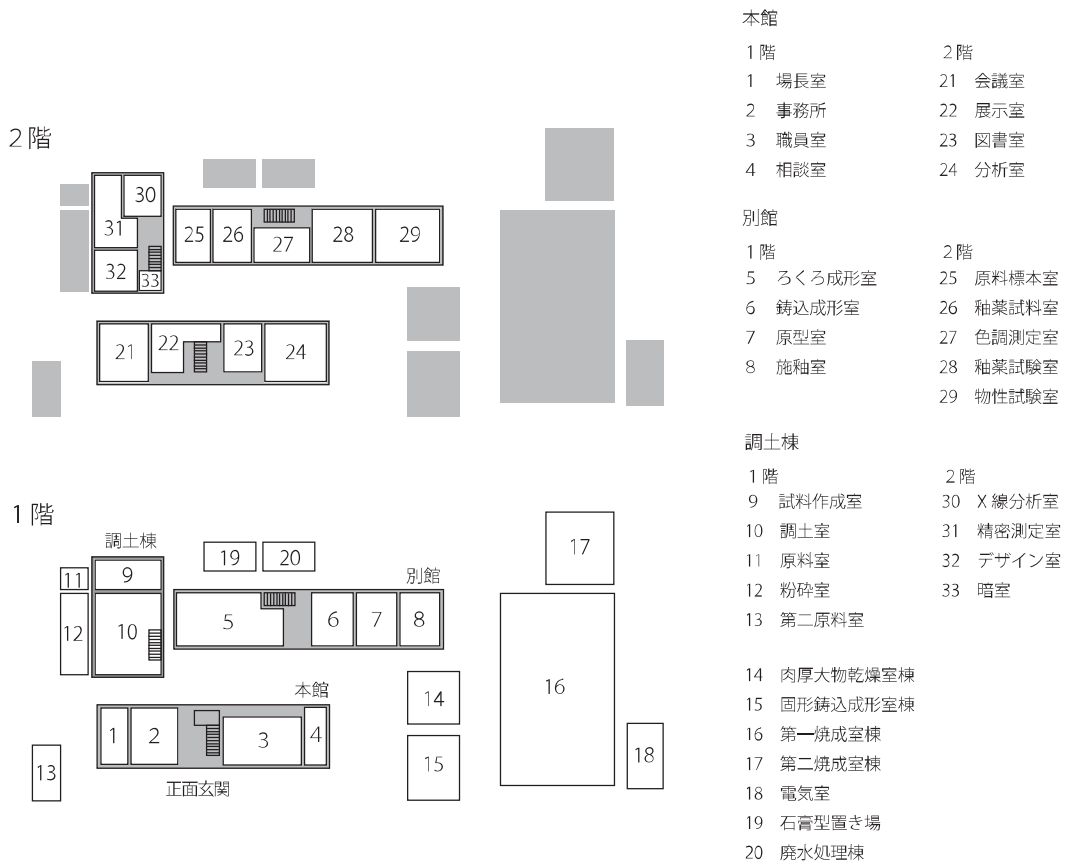 2階
30
31
32
33
25
26
27
28
29
21
22
23
24
1階
調土棟
11
9
12
10
19
20
別館
5
6
7
8
17
16
14
15
18
本館
1
2
3
4
13
正面玄関
本館
1階 2階
1 場長室 21 会議室
2 事務所 22 展示室
3 職員室 23 図書室
4 相談室 24 分析室
別館
1階 2階
5 ろくろ成形室 25 原料標本室
6 鋳込成形室 26 釉薬試料室
7 原型室 27 色調測定室
8 施釉室 28 釉薬試験室
29 物性試験室
調土棟
1階 2階
9 試料作成室 30 X線分析室
10 調土室 31 精密測定室
11 原料室 32 デザイン室
12 粉砕室 33 暗室
13 第二原料室
14 肉厚大物乾燥室棟
15 固形鋳込成形室棟
16 第一焼成室棟
17 第二焼成室棟
18 電気室
19 石膏型置き場
20 廃水処理棟